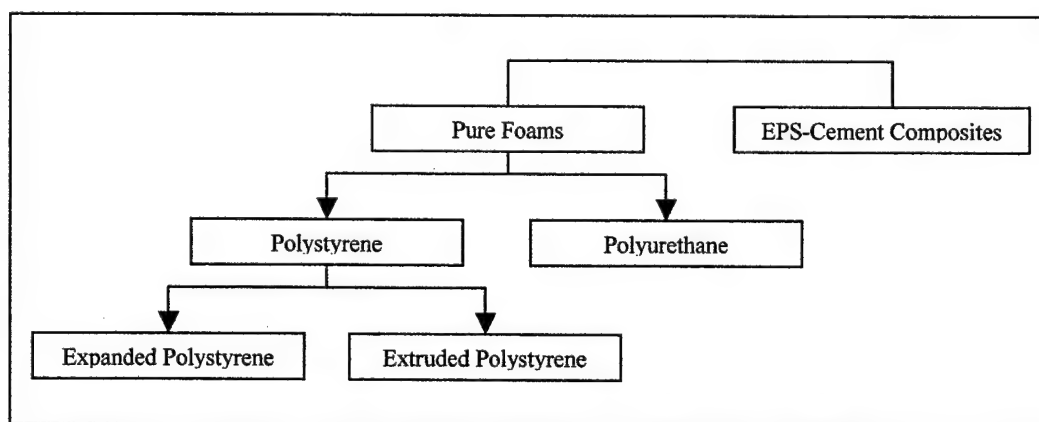 Pure Foams
EPS-Cement Composites
Polystyrene
Polyurethane
Expanded Polystyrene
Extruded Polystyrene